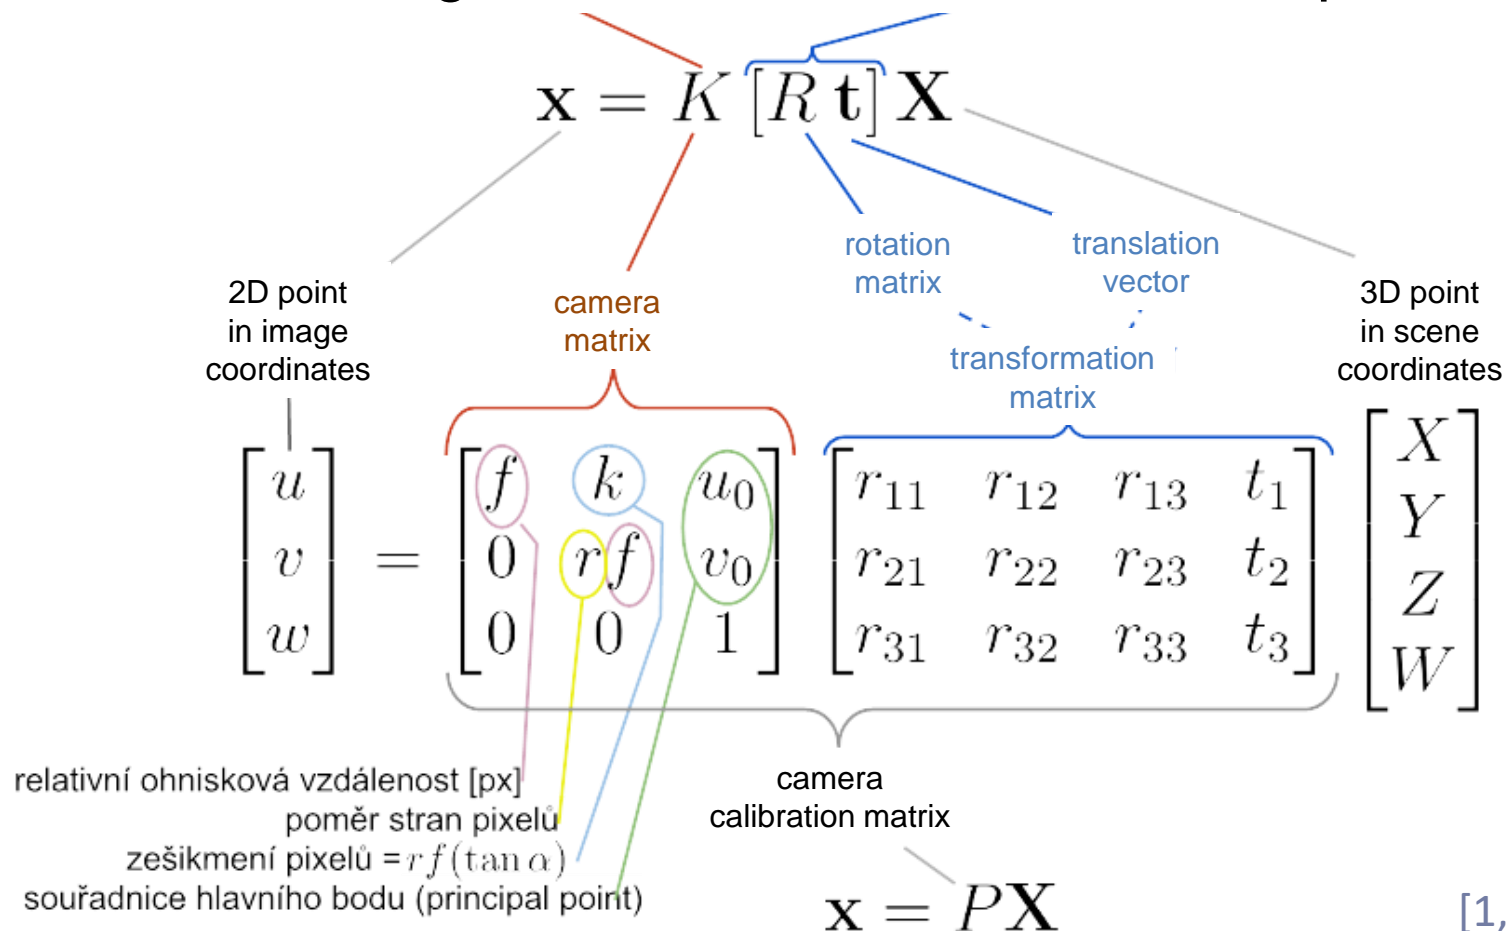 x = K [R t] X
rotation
matrix
translation
vector
2D point
in image
coordinates
camera
matrix
3D point
in scene
coordinates
transformation
matrix
[u v w] = [f k u₀; 0 rf v₀; 0 0 1] [r₁₁ r₁₂ r₁₃ t₁; r₂₁ r₂₂ r₂₃ t₂; r₃₁ r₃₂ r₃₃ t₃] [X Y Z W]
relativní ohnisková vzdálenost [px]
poměr stran pixelů
zešikmení pixelů = rf(tan α)
souřadnice hlavního bodu (principal point)
camera
calibration matrix
x = PX
[1,